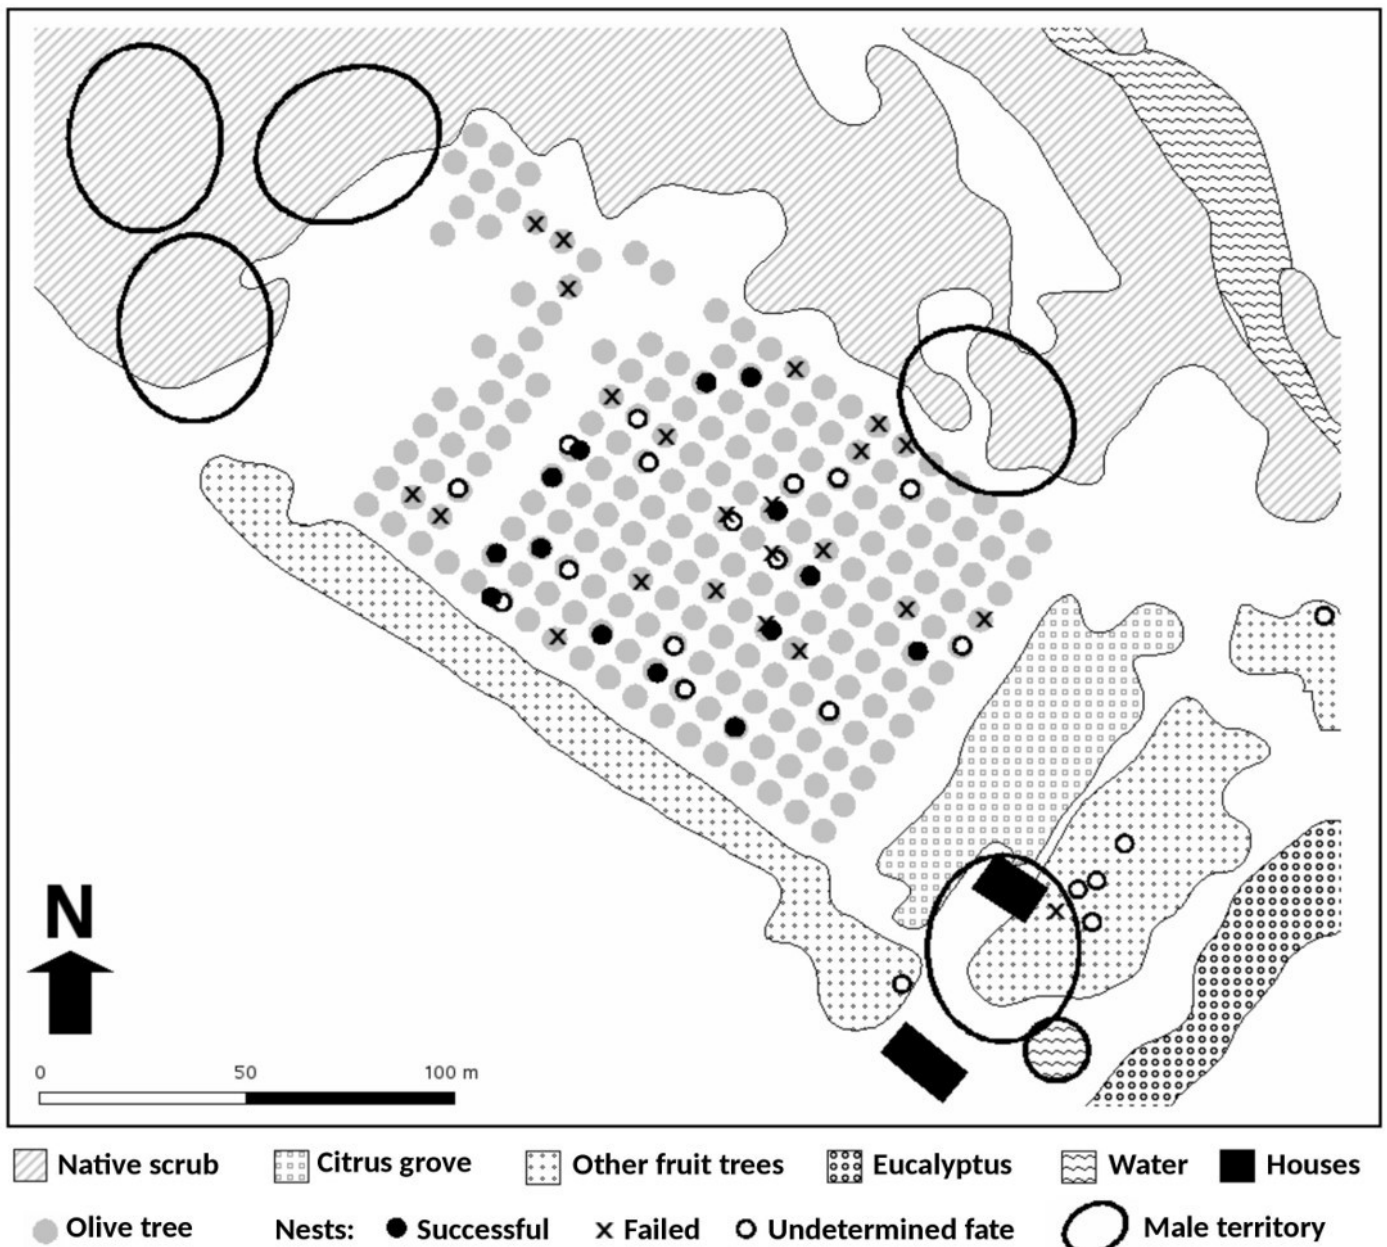 N
0 50 100 m
Native scrub Citrus grove Other fruit trees Eucalyptus Water Houses
Olive tree Nests: Successful Failed Undetermined fate Male territory